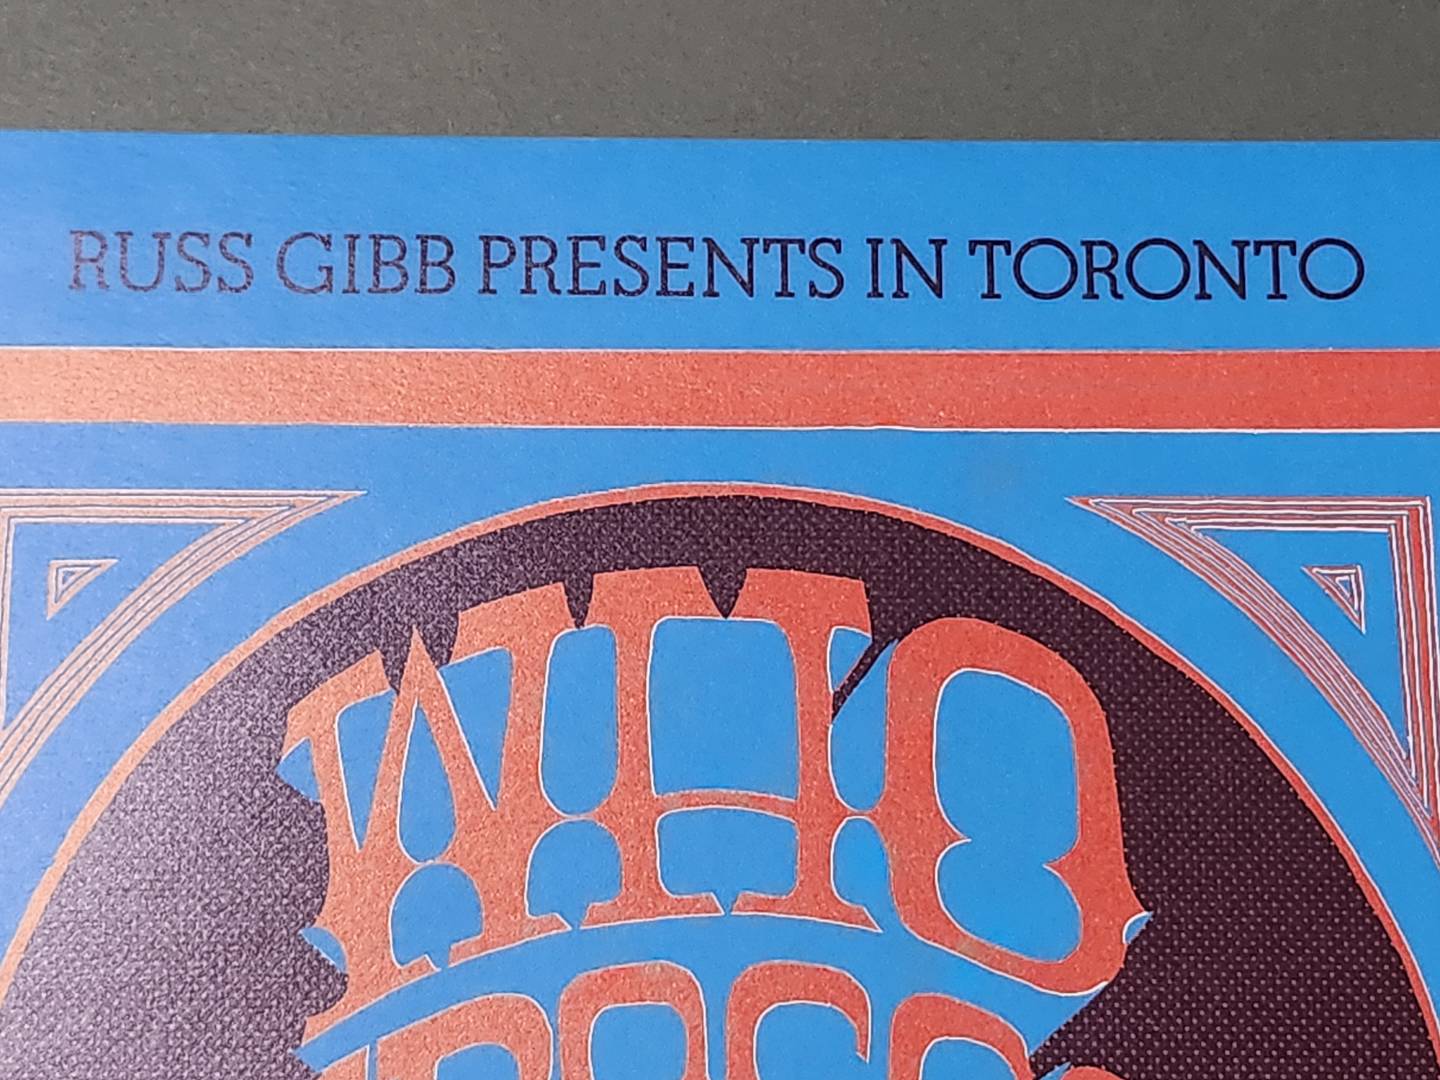 RUSS GIBB PRESENTS IN TORONTO
WHO